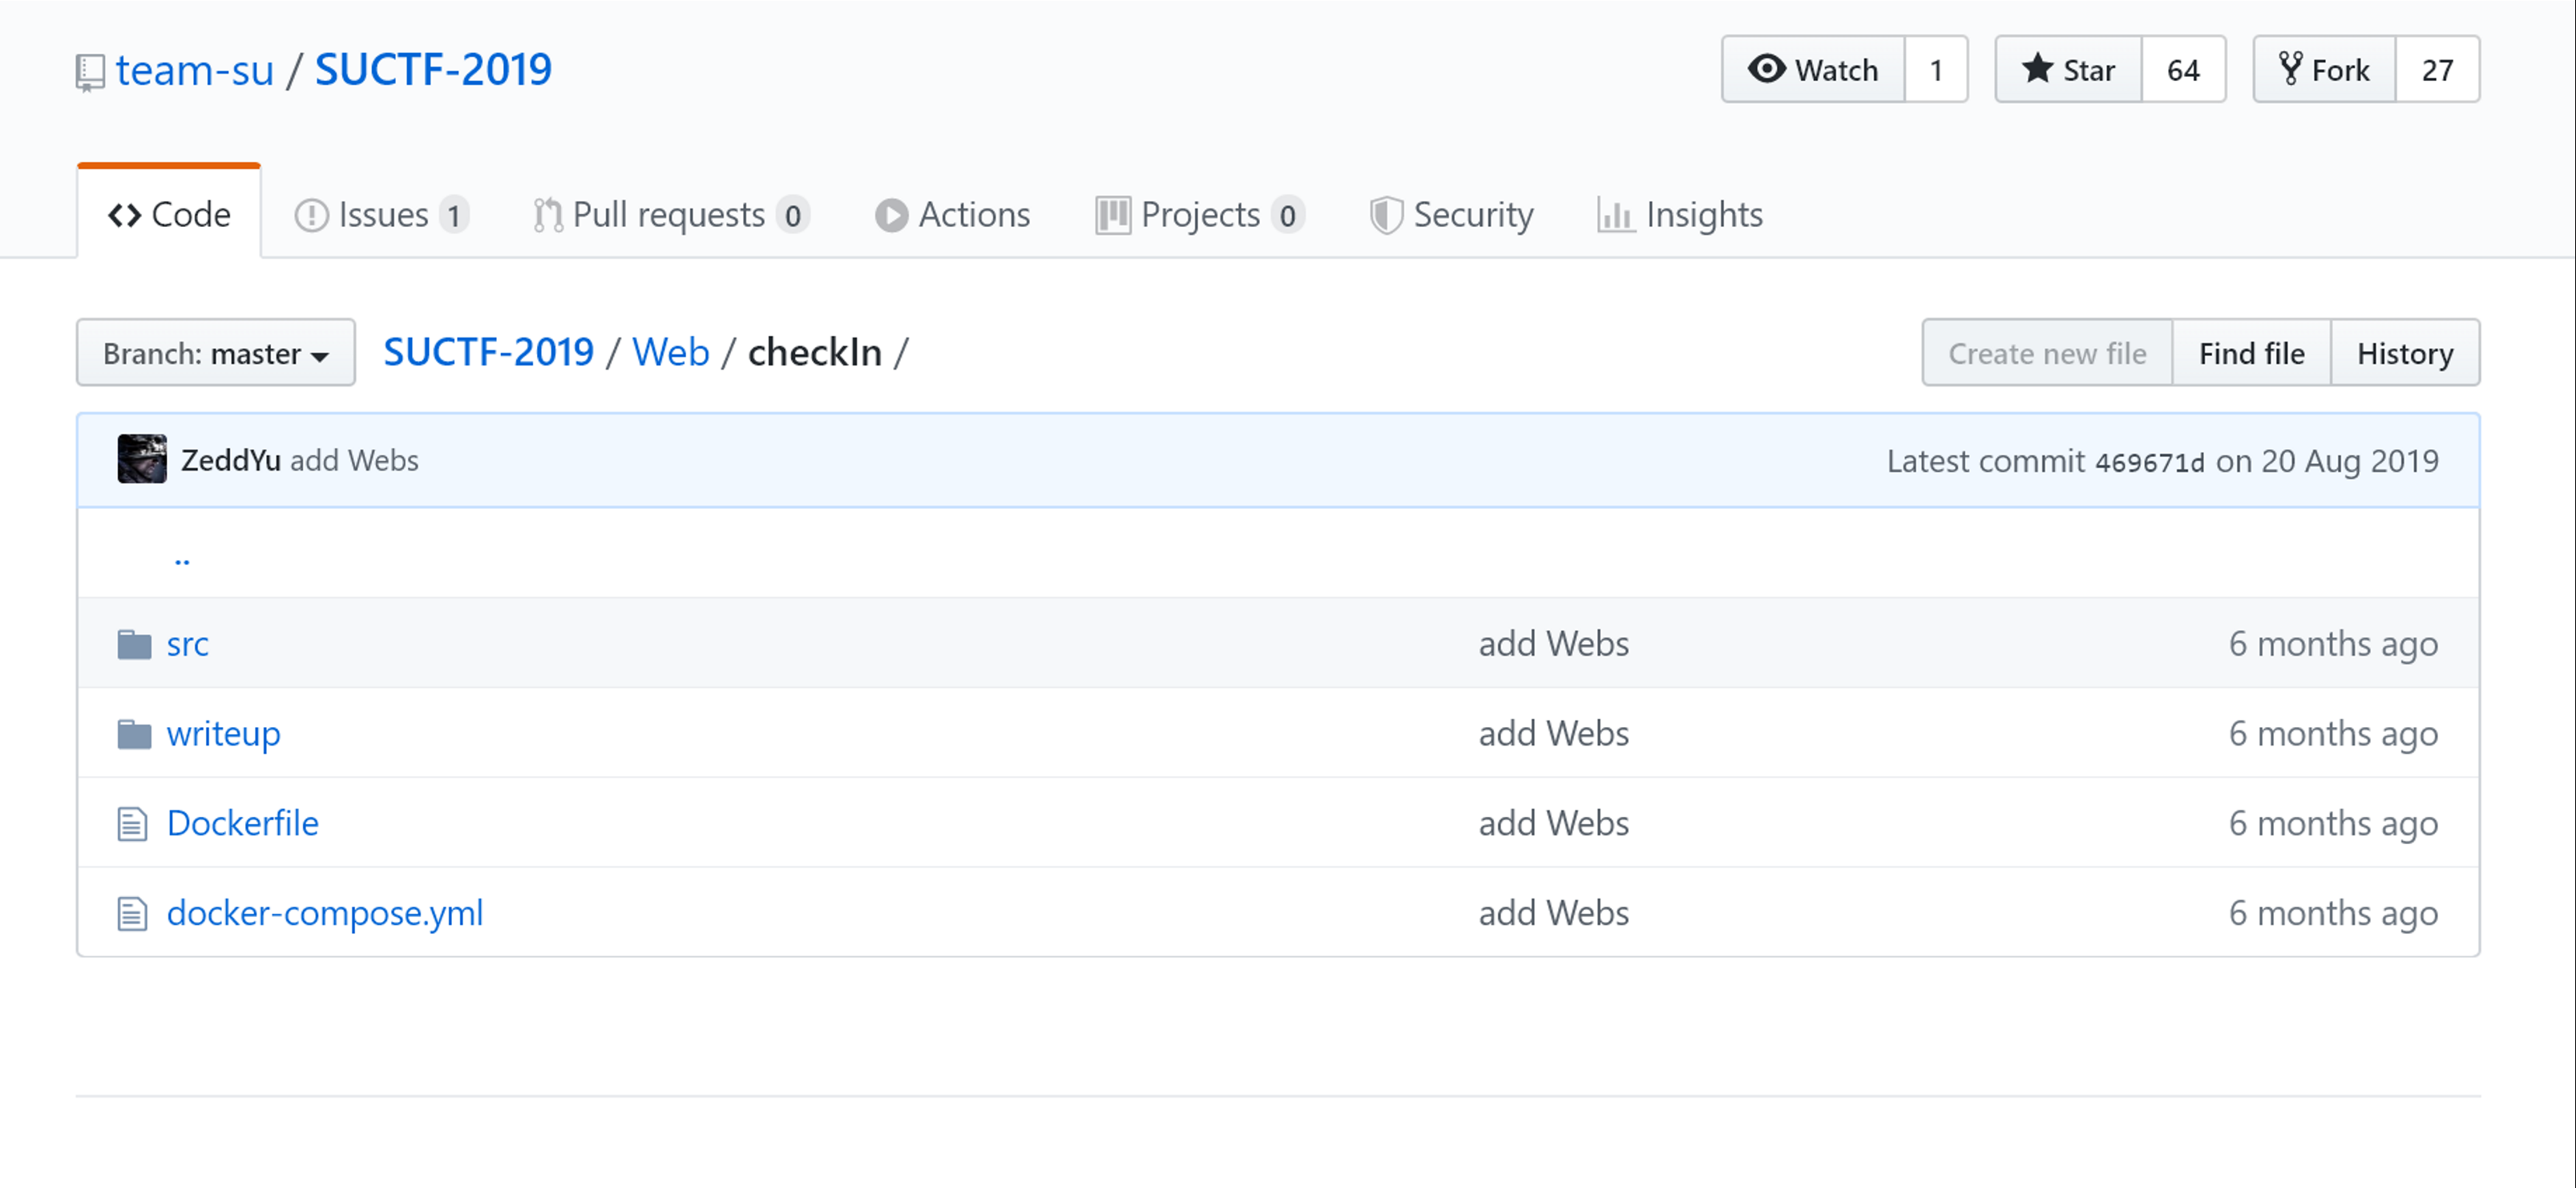 team-su / SUCTF-2019
Watch 1 Star 64 Fork 27
Code Issues 1 Pull requests 0 Actions Projects 0 Security Insights
Branch: master SUCTF-2019 / Web / checkIn / Create new file Find file History
ZeddYu add Webs Latest commit 469671d on 20 Aug 2019
..
src add Webs 6 months ago
writeup add Webs 6 months ago
Dockerfile add Webs 6 months ago
docker-compose.yml add Webs 6 months ago